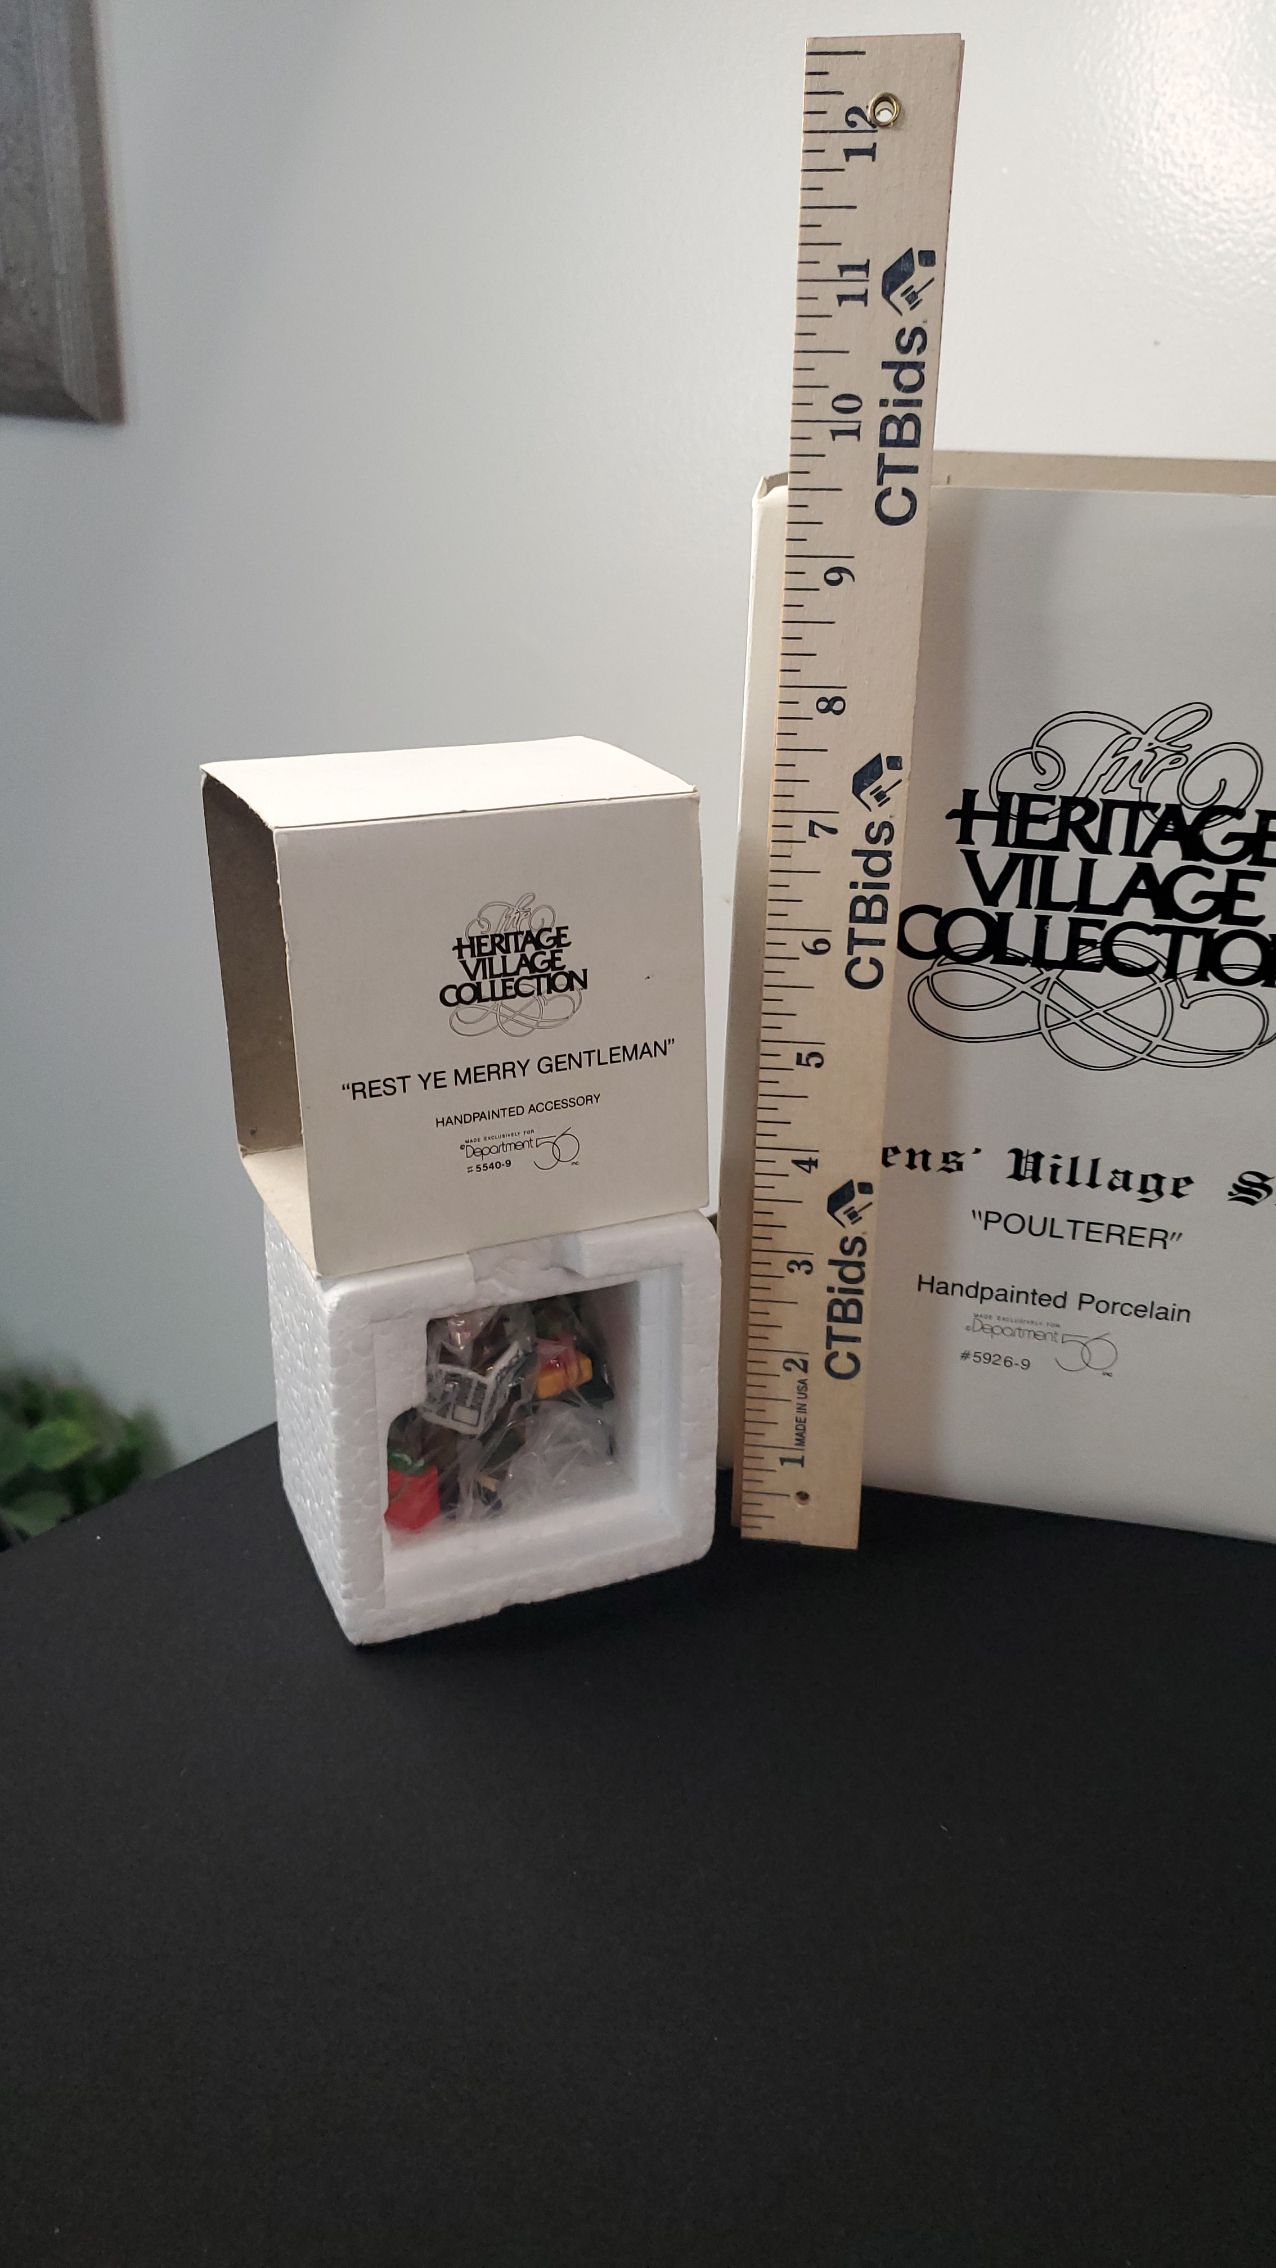 The
HERITAGE
VILLAGE
COLLECTION
"REST YE MERRY GENTLEMAN"
HANDPAINTED ACCESSORY
MADE EXCLUSIVELY FOR
©Department 56 INC
#5540-9
12
11
10
9
8
7
6
5
4
3
2
1
MADE IN USA
CTBids.
CTBids.
CTBids.
The
HERITAGE
VILLAGE
COLLECTION
ens' Village S
"POULTERER"
Handpainted Porcelain
MADE EXCLUSIVELY FOR
©Department 56 INC
#5926-9